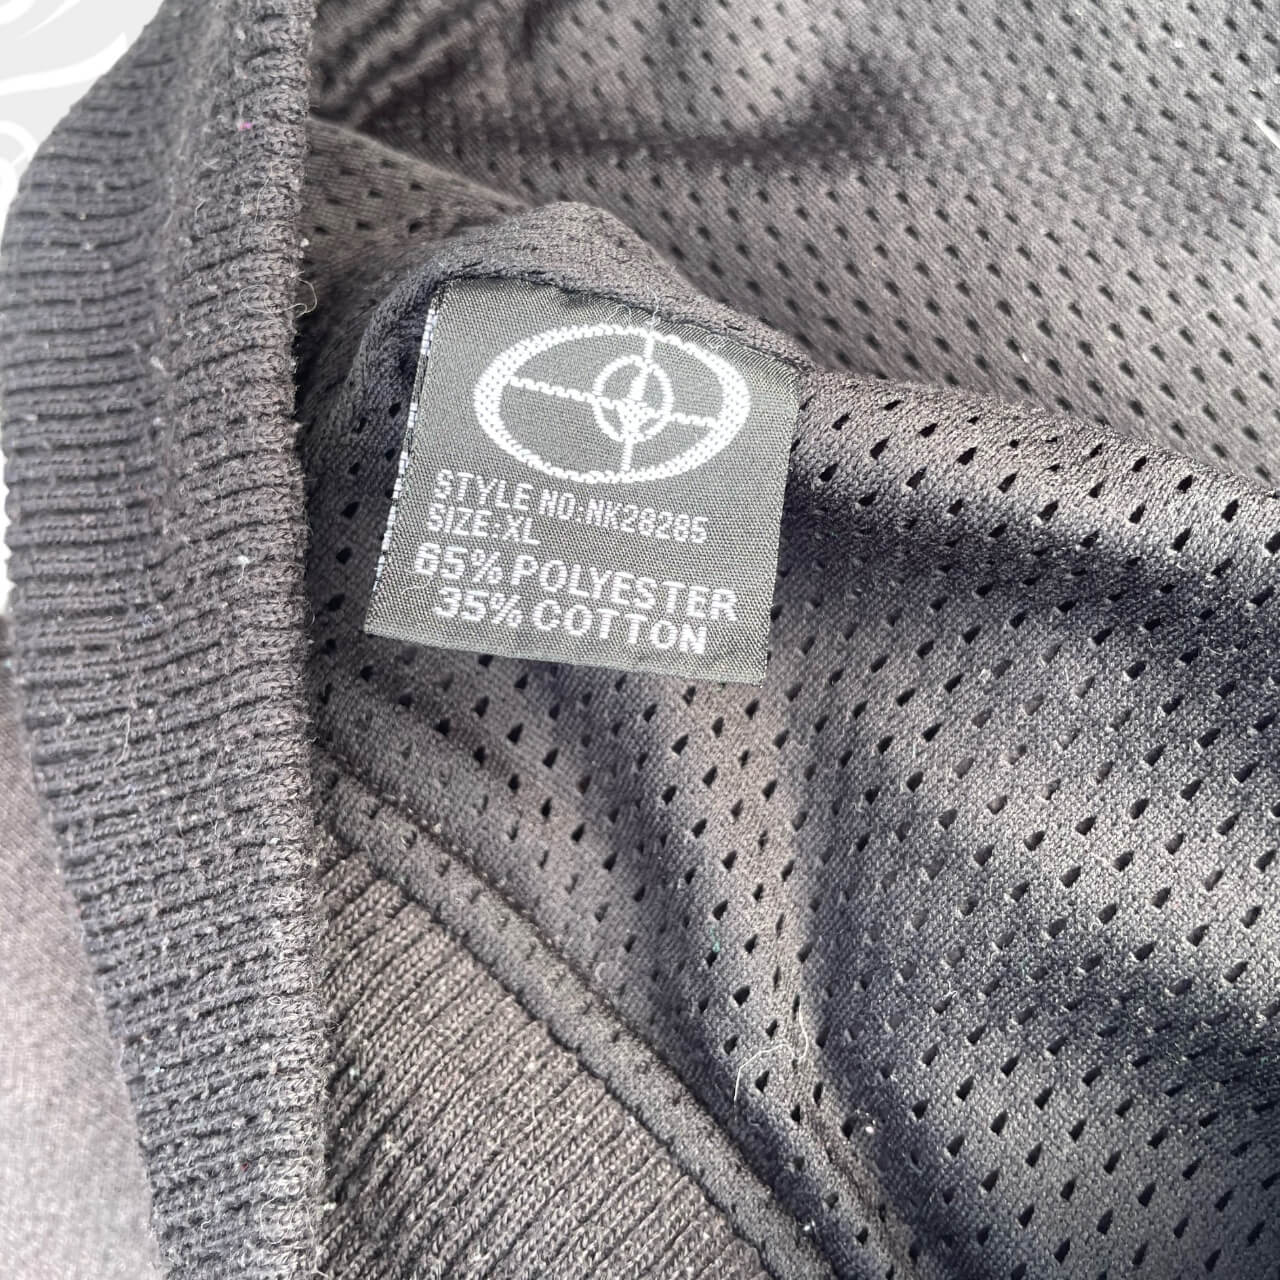 STYLE NO:NK28285
SIZE:XL
65% POLYESTER
35% COTTON